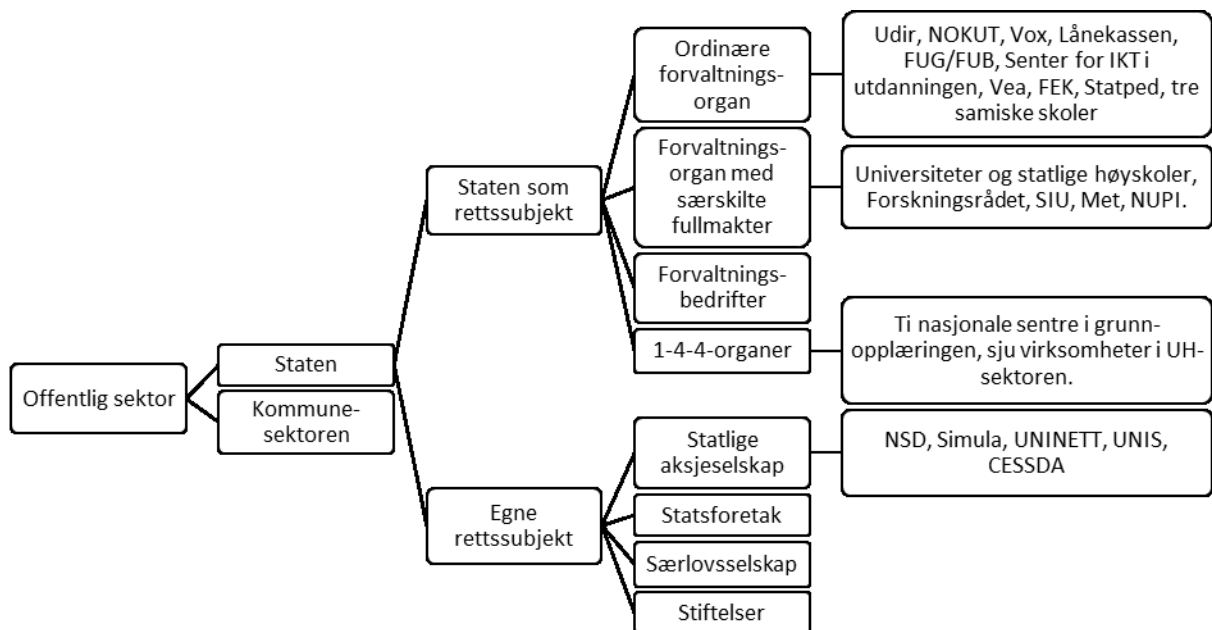 Offentlig sektor
Staten
Kommune-
sektoren
Staten som
rettssubjekt
Egne
rettssubjekt
Ordinære
forvaltnings-
organ
Forvaltnings-
organ med
særskilte
fullmakter
Forvaltnings-
bedrifter
1-4-4-organer
Statlige
aksjeselskap
Statsforetak
Særlovsselskap
Stiftelser
Udir, NOKUT, Vox, Lånekassen,
FUG/FUB, Senter for IKT i
utdanningen, Vea, FEK, Statped, tre
samiske skoler
Universiteter og statlige høyskoler,
Forskningsrådet, SIU, Met, NUPI.
Ti nasjonale sentre i grunn-
opplæringen, sju virksomheter i UH-
sektoren.
NSD, Simula, UNINETT, UNIS,
CESSDA